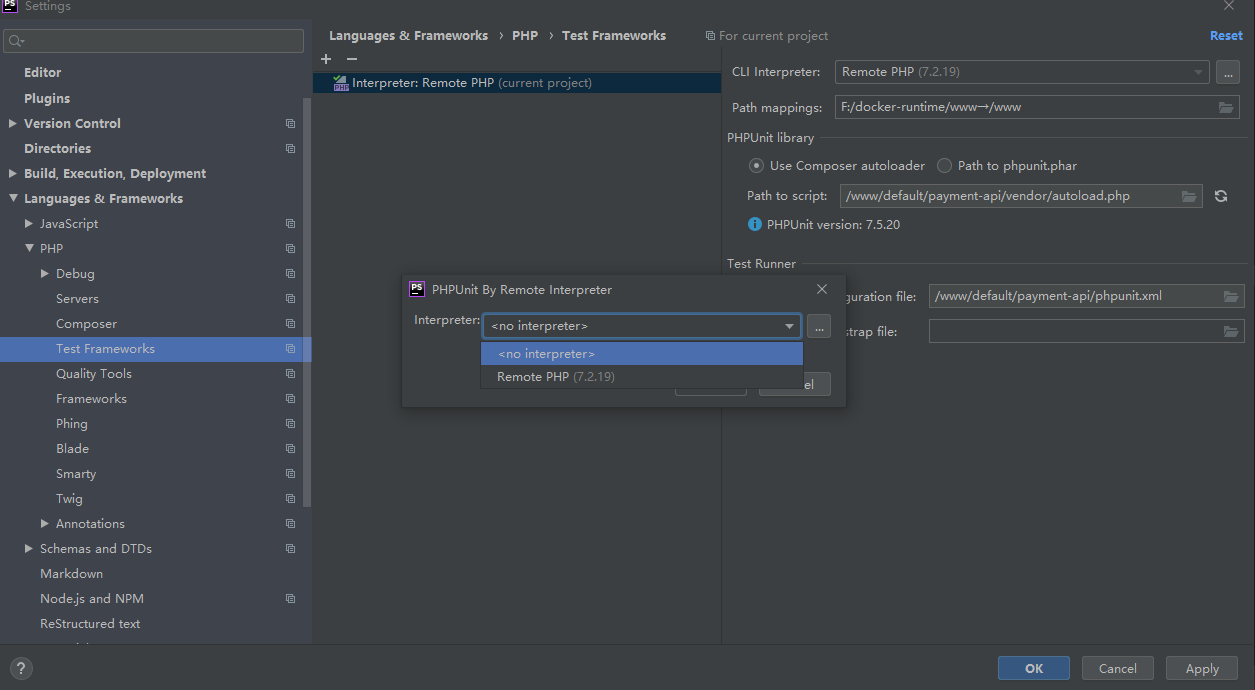 PS Settings
Editor
Plugins
Version Control
Directories
Build, Execution, Deployment
Languages & Frameworks
JavaScript
PHP
Debug
Servers
Composer
Test Frameworks
Quality Tools
Frameworks
Phing
Blade
Smarty
Twig
Annotations
Schemas and DTDs
Markdown
Node.js and NPM
ReStructured text
?
Languages & Frameworks › PHP › Test Frameworks For current project Reset
+ −
PHP Interpreter: Remote PHP (current project)
CLI Interpreter: Remote PHP (7.2.19) ...
Path mappings: F:/docker-runtime/www→/www
PHPUnit library
Use Composer autoloader Path to phpunit.phar
Path to script: /www/default/payment-api/vendor/autoload.php
i PHPUnit version: 7.5.20
Test Runner
guration file: /www/default/payment-api/phpunit.xml
strap file:
PS PHPUnit By Remote Interpreter
Interpreter: <no interpreter> ...
<no interpreter>
Remote PHP (7.2.19)
el
OK Cancel Apply